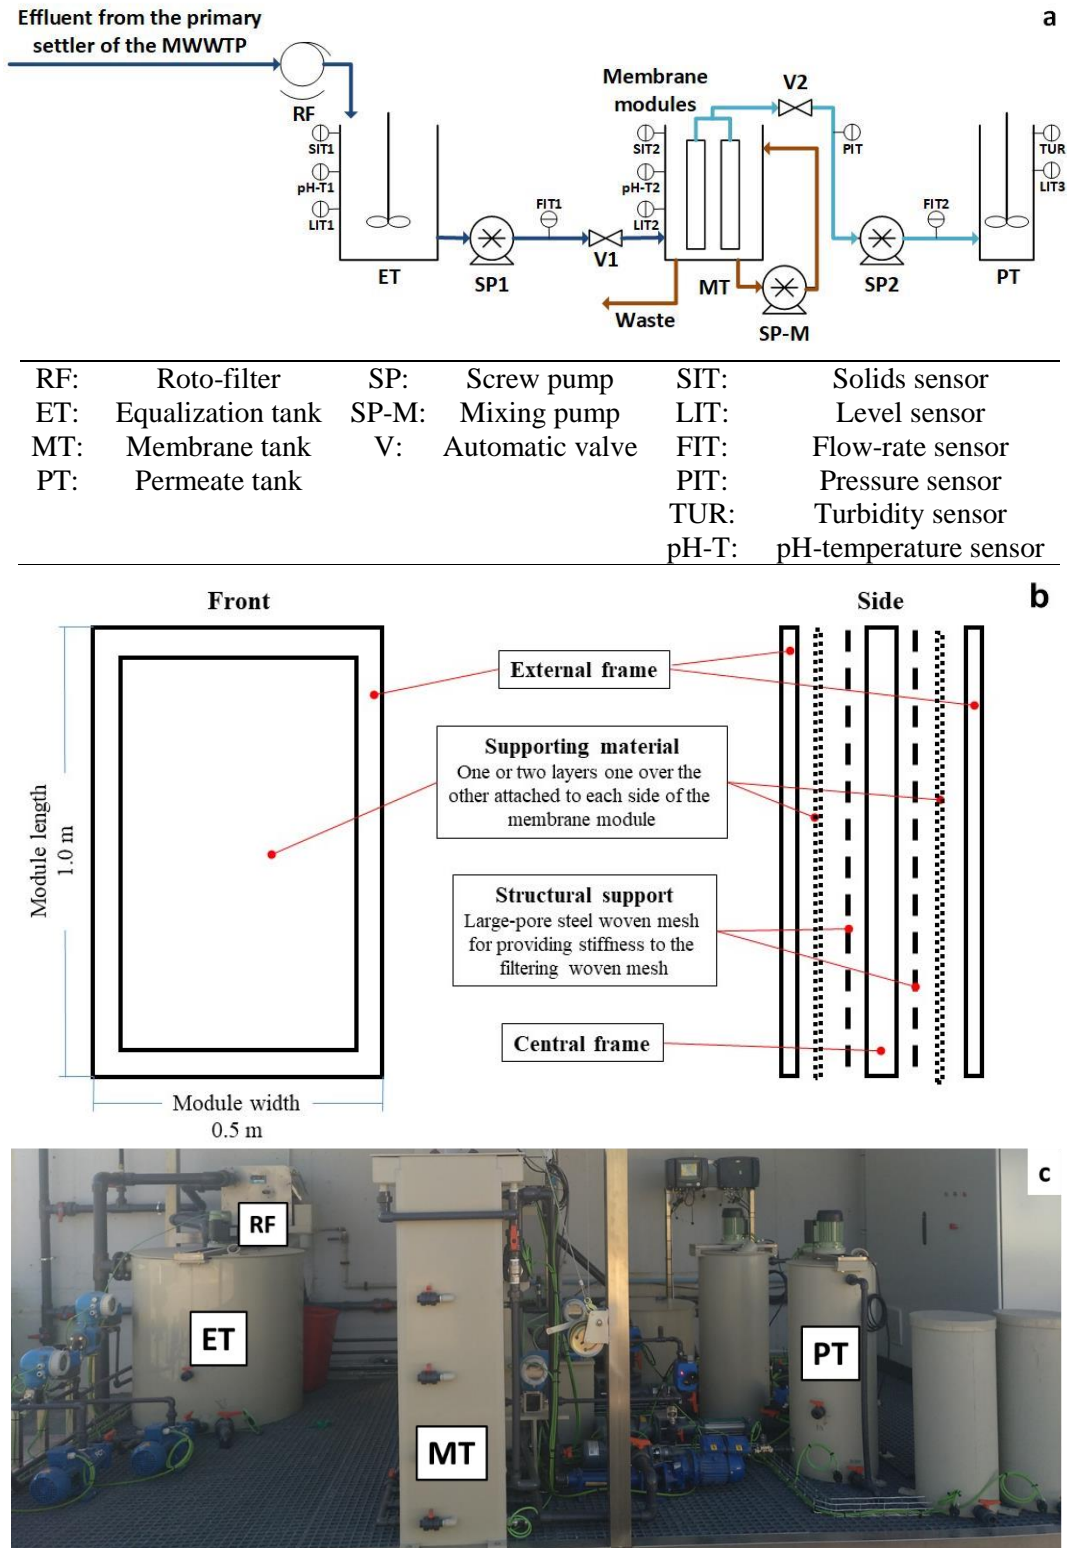 Effluent from the primary
settler of the MWWTP
a
RF
Membrane
modules
V2
SIT1
pH-T1
LIT1
FIT1
SIT2
pH-T2
LIT2
PIT
FIT2
TUR
LIT3
ET
SP1
V1
MT
SP-M
SP2
PT
Waste
RF: Roto-filter SP: Screw pump SIT: Solids sensor
ET: Equalization tank SP-M: Mixing pump LIT: Level sensor
MT: Membrane tank V: Automatic valve FIT: Flow-rate sensor
PT: Permeate tank PIT: Pressure sensor
TUR: Turbidity sensor
pH-T: pH-temperature sensor
Front
Side
b
External frame
Supporting material
One or two layers one over the
other attached to each side of the
membrane module
Structural support
Large-pore steel woven mesh
for providing stiffness to the
filtering woven mesh
Central frame
Module length
1.0 m
Module width
0.5 m
c
RF
ET
MT
PT